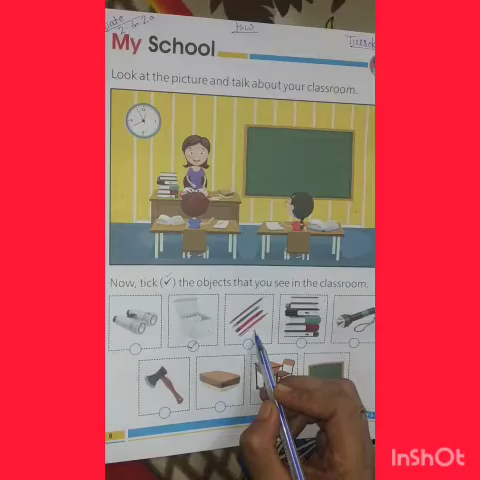 H.W
My School
Look at the picture and talk about your classroom.
Now, tick (✓) the objects that you see in the classroom.
8
InShOt